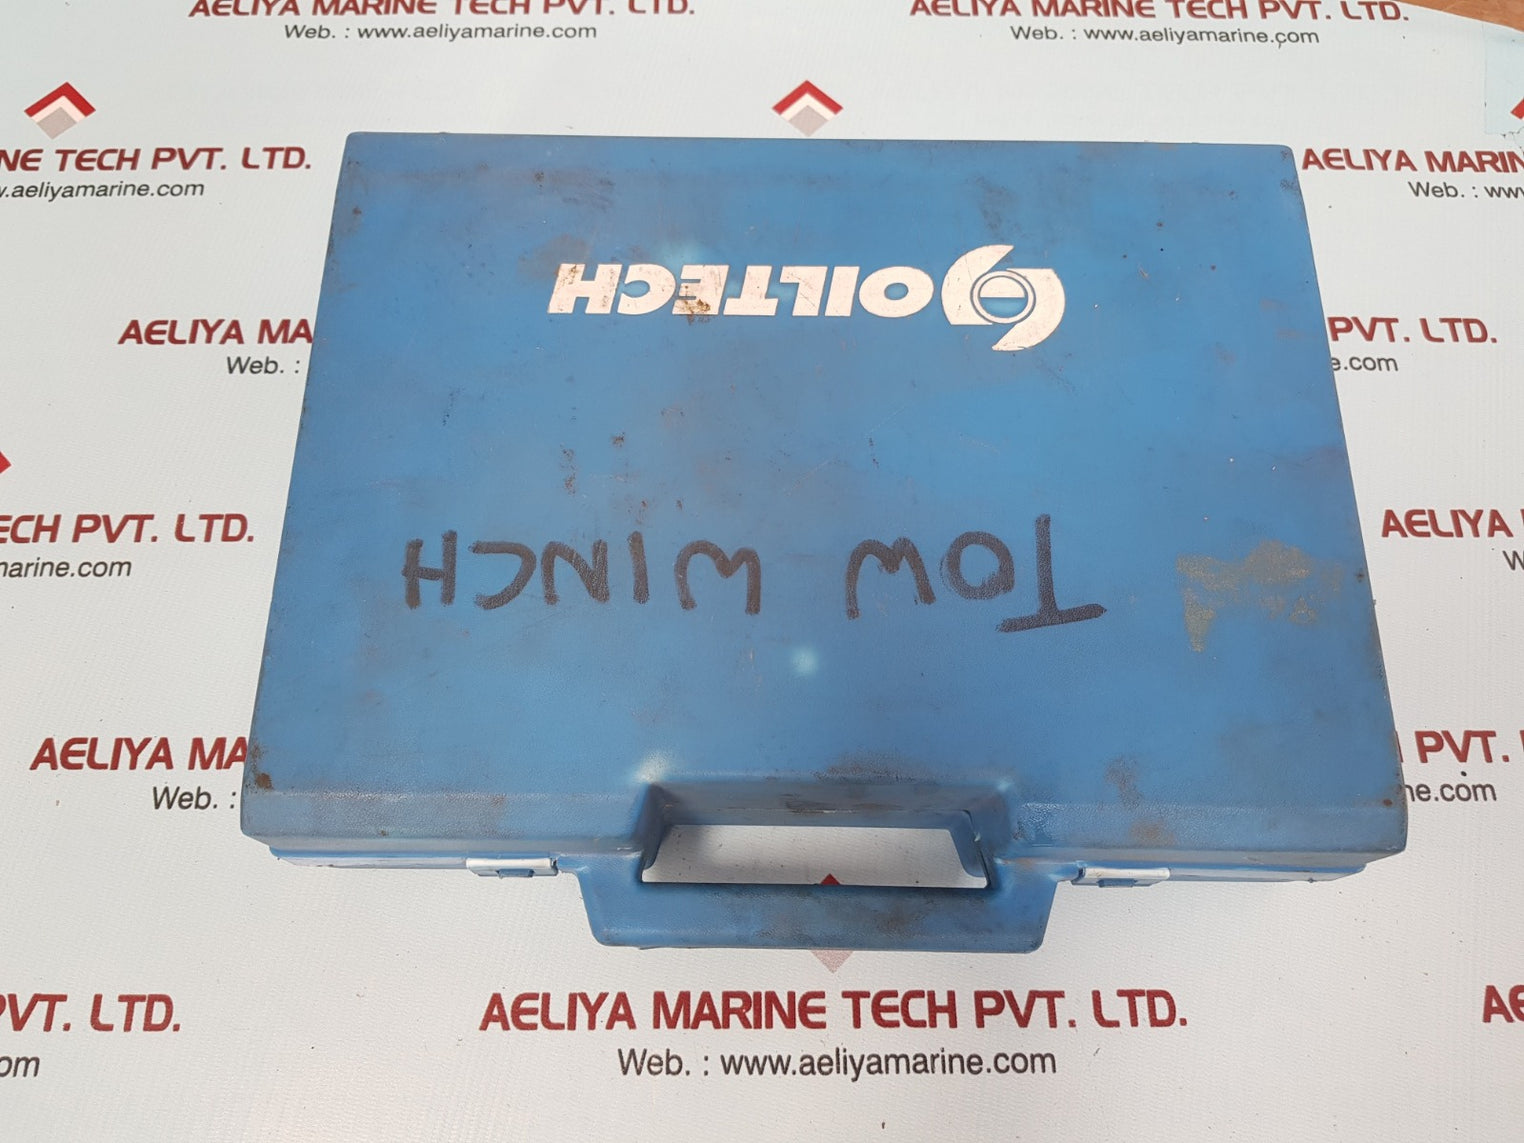 AELIYA MARINE TECH PVT. LTD.
Web. : www.aeliyamarine.com
AELIYA MARINE TECH PVT. LTD.
Web. : www.aeliyamarine.com
NE TECH PVT. LTD.
w.aeliyamarine.com
AELIYA MARIN
Web. : www
OILTECH
AELIYA MA
Web. :
PVT. LTD.
e.com
TOW WINCH
ECH PVT. LTD.
marine.com
AELIYA
W
AELIYA MA
Web. :
PVT.
ne.com
PVT. LTD.
om
AELIYA MARINE TECH PVT. LTD.
Web. : www.aeliyamarine.com
AE